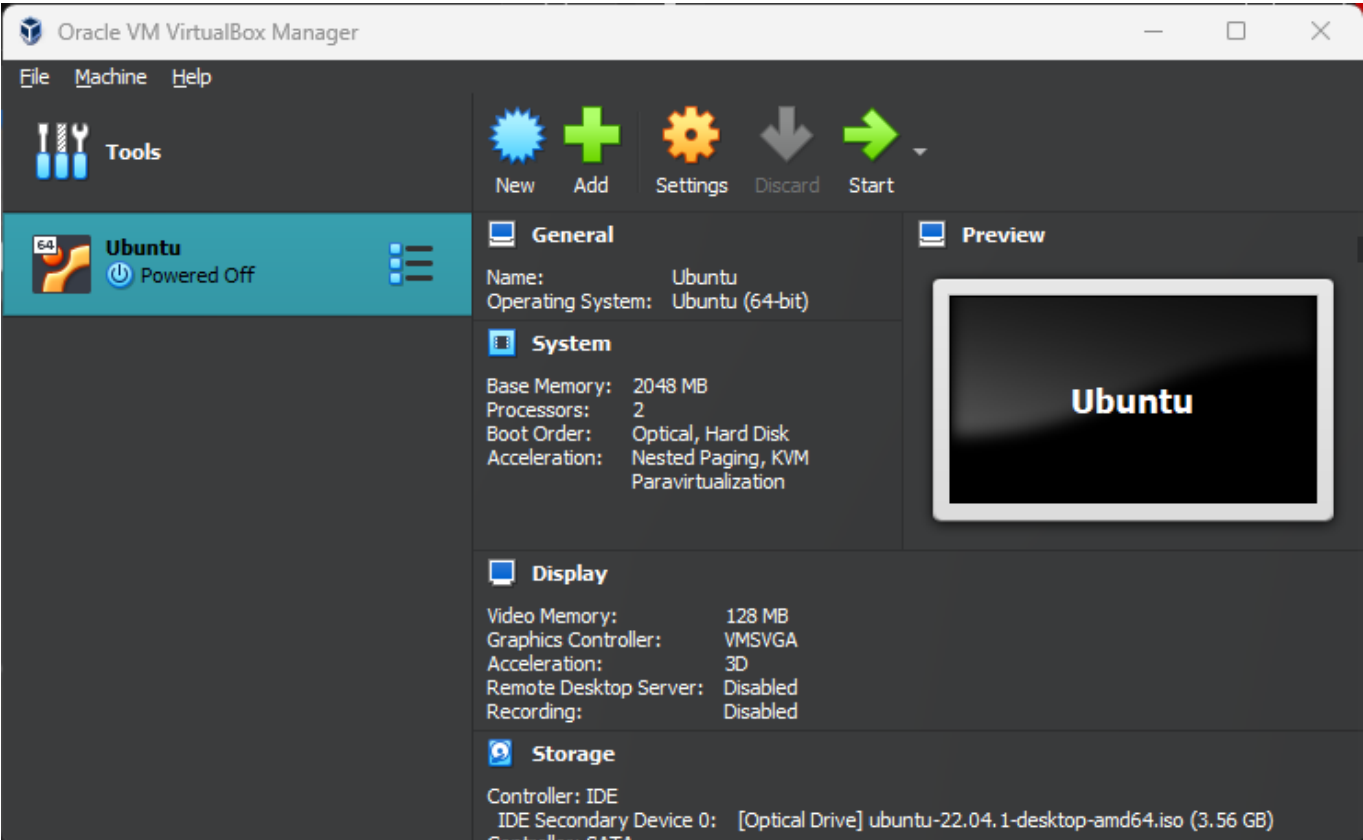 Oracle VM VirtualBox Manager
File Machine Help
Tools
New Add Settings Discard Start
64
Ubuntu
Powered Off
General
Name: Ubuntu
Operating System: Ubuntu (64-bit)
System
Base Memory: 2048 MB
Processors: 2
Boot Order: Optical, Hard Disk
Acceleration: Nested Paging, KVM
Paravirtualization
Preview
Ubuntu
Display
Video Memory: 128 MB
Graphics Controller: VMSVGA
Acceleration: 3D
Remote Desktop Server: Disabled
Recording: Disabled
Storage
Controller: IDE
IDE Secondary Device 0: [Optical Drive] ubuntu-22.04.1-desktop-amd64.iso (3.56 GB)